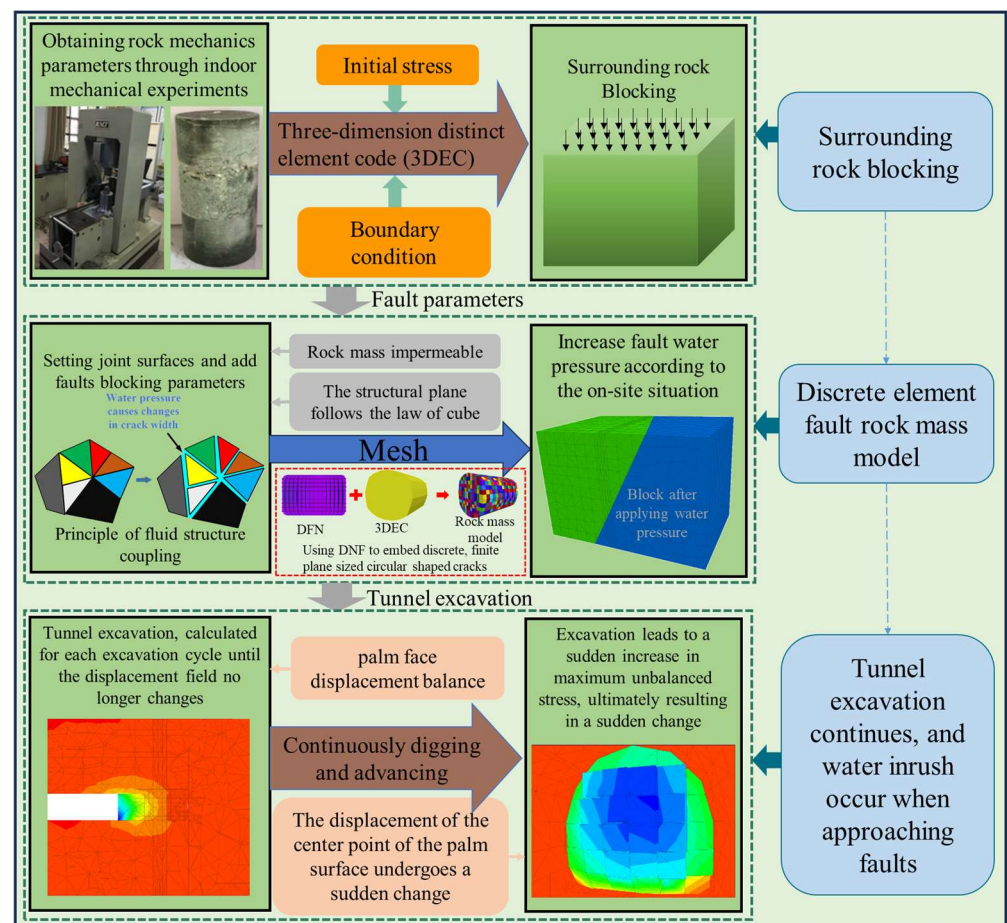 Obtaining rock mechanics
parameters through indoor
mechanical experiments
Initial stress
Three-dimension distinct
element code (3DEC)
Boundary
condition
Surrounding rock
Blocking
Surrounding
rock blocking
Fault parameters
Setting joint surfaces and add
faults blocking parameters
Water pressure
causes changes
in crack width
Principle of fluid structure
coupling
Rock mass impermeable
The structural plane
follows the law of cube
Mesh
DFN
3DEC
Rock mass
model
Using DNF to embed discrete, finite
plane sized circular shaped cracks
Increase fault water
pressure according to
the on-site situation
Block after
applying water
pressure
Discrete element
fault rock mass
model
Tunnel excavation
Tunnel excavation, calculated
for each excavation cycle until
the displacement field no
longer changes
palm face
displacement balance
Continuously digging
and advancing
The displacement of the
center point of the palm
surface undergoes a
sudden change
Excavation leads to a
sudden increase in
maximum unbalanced
stress, ultimately resulting
in a sudden change
Tunnel
excavation
continues, and
water inrush
occur when
approaching
faults